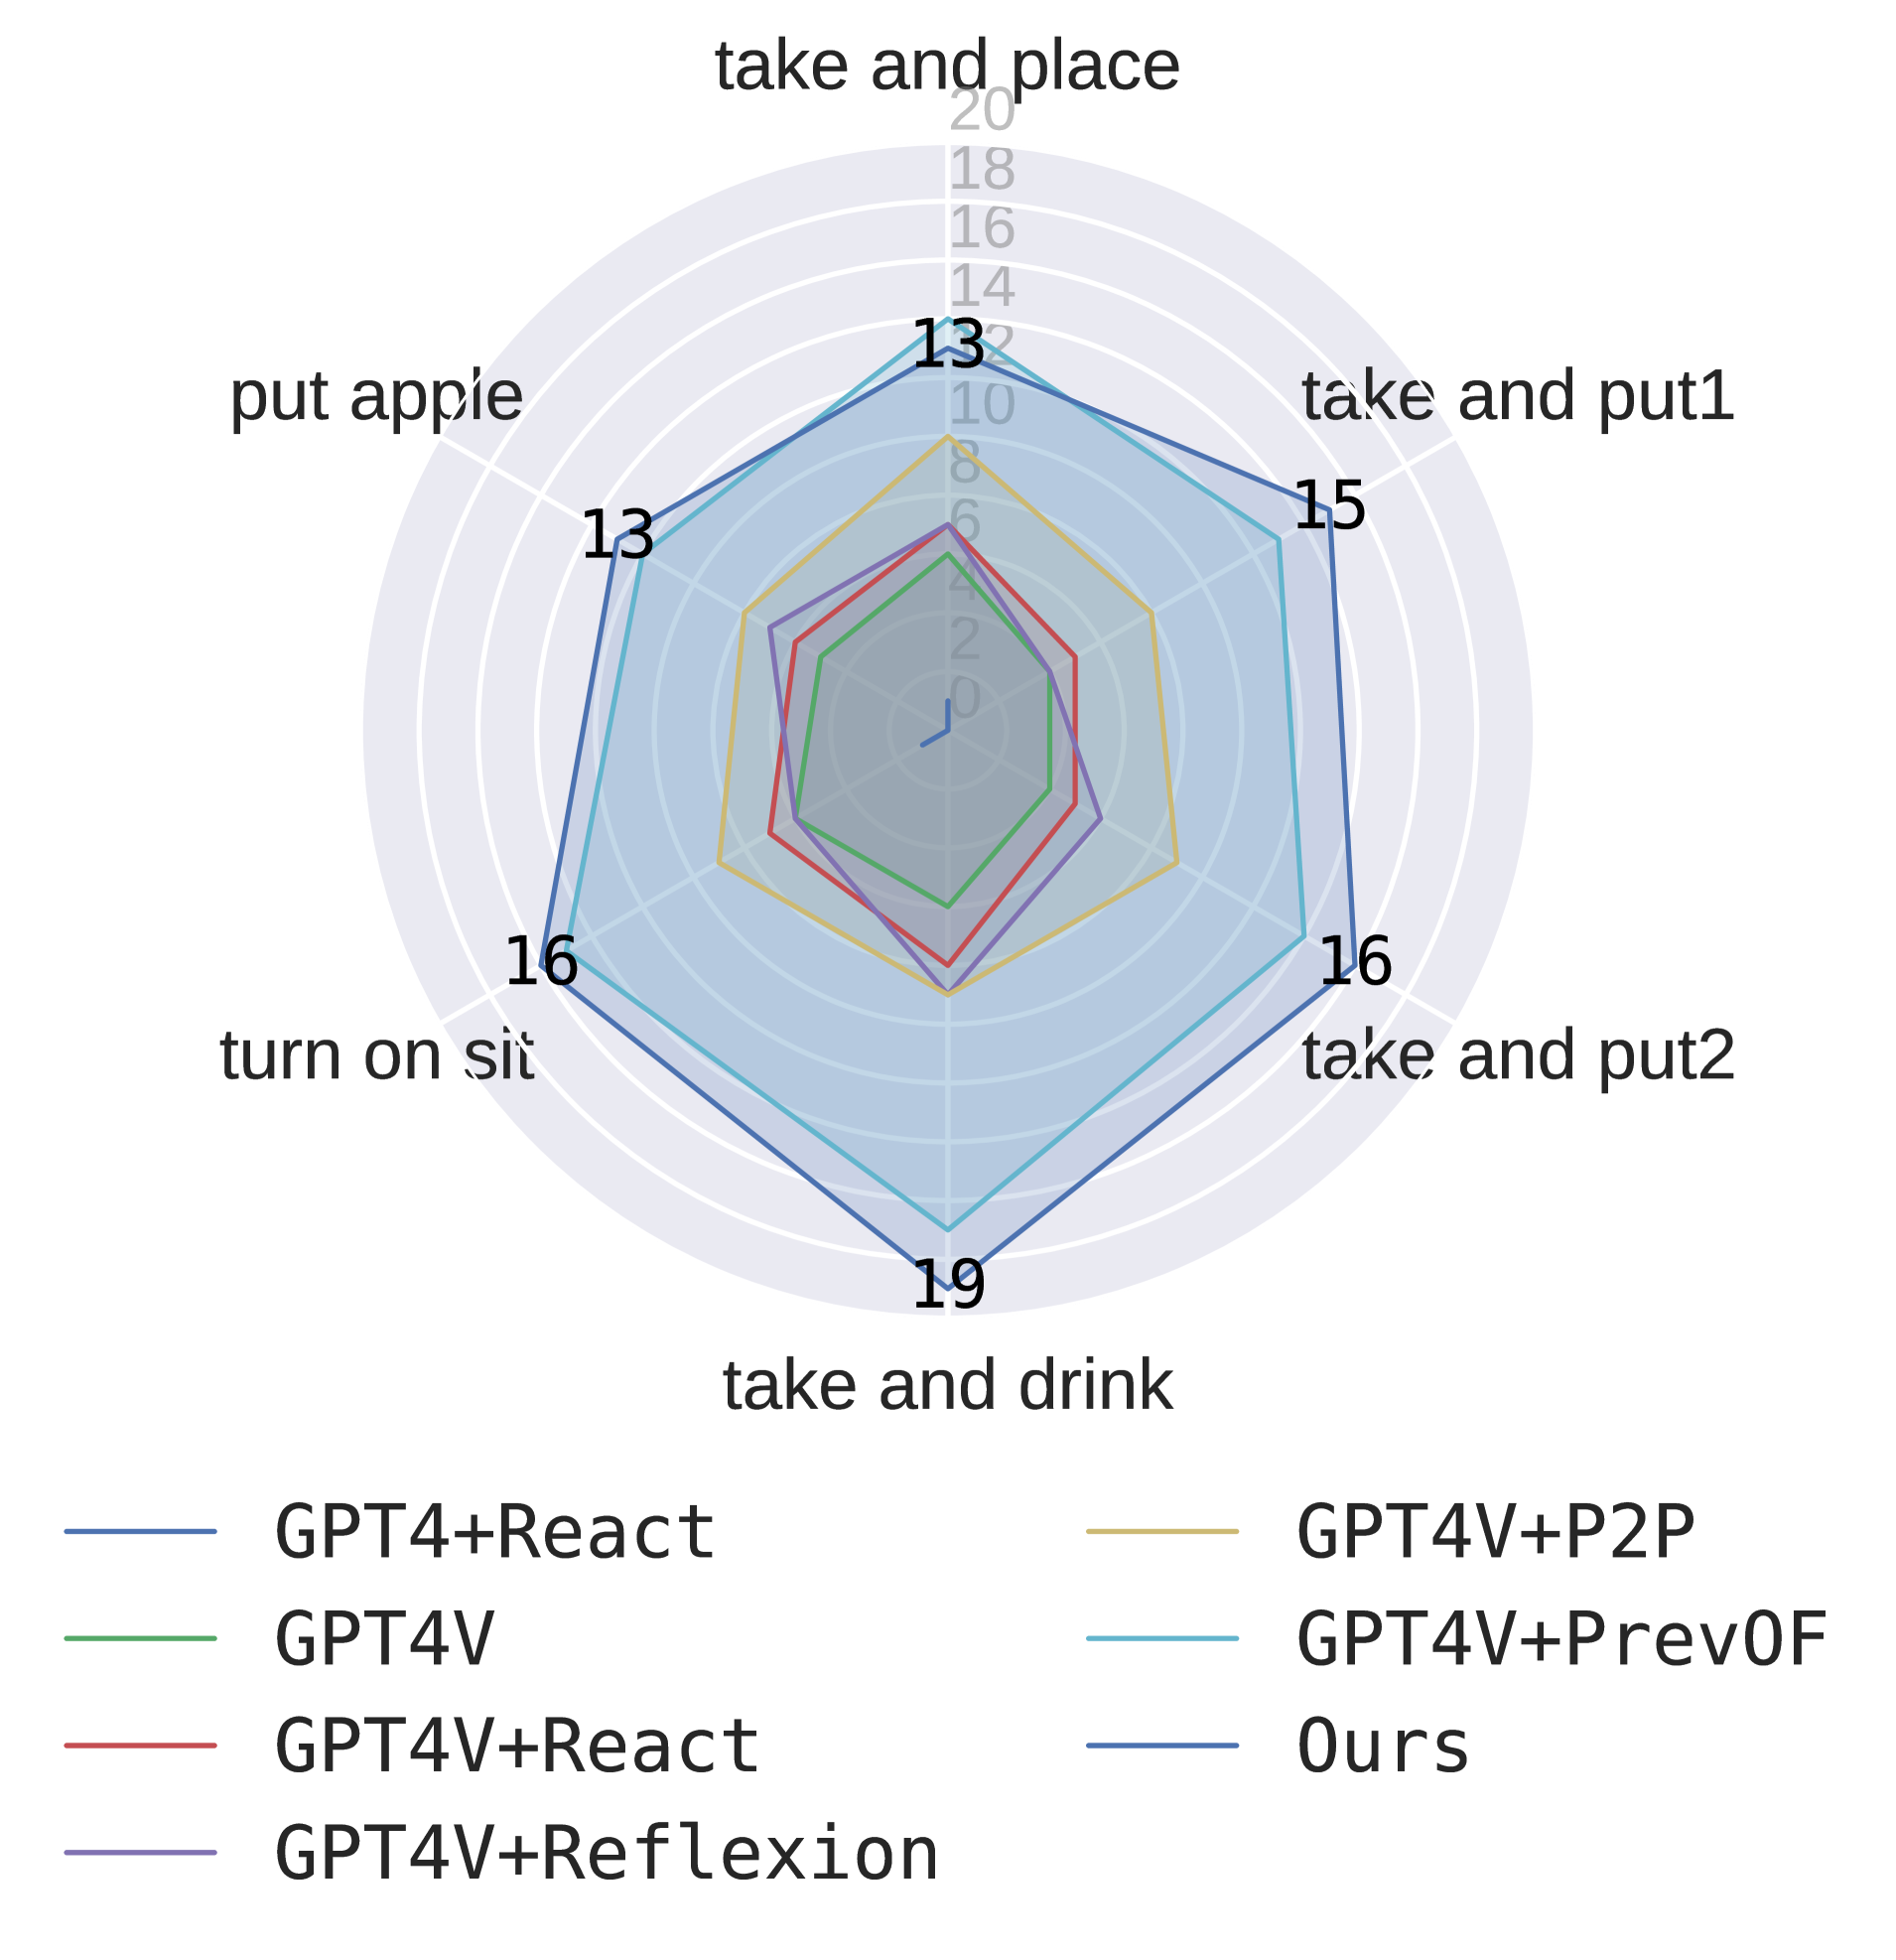 take and place
20
18
16
14
12
10
8
6
4
2
0
13
take and put1
15
put apple
13
take and put2
16
turn on sit
16
19
take and drink
GPT4+React
GPT4V
GPT4V+React
GPT4V+Reflexion
GPT4V+P2P
GPT4V+PrevOF
Ours